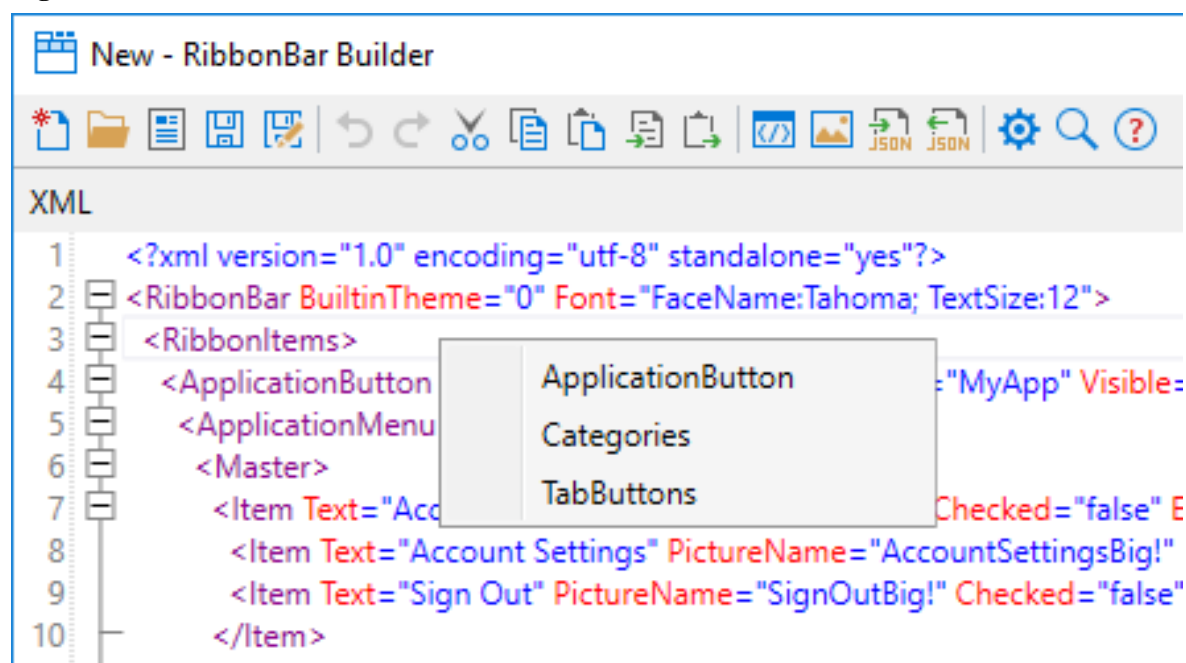 New - RibbonBar Builder
JSON JSON
XML
1 <?xml version="1.0" encoding="utf-8" standalone="yes"?>
2 <RibbonBar BuiltinTheme="0" Font="FaceName:Tahoma; TextSize:12">
3 <RibbonItems>
4 <ApplicationButton ="MyApp" Visible=
5 <ApplicationMenu
6 <Master>
7 <Item Text="Acc Checked="false" E
8 <Item Text="Account Settings" PictureName="AccountSettingsBig!"
9 <Item Text="Sign Out" PictureName="SignOutBig!" Checked="false"
10 </Item>
ApplicationButton
Categories
TabButtons